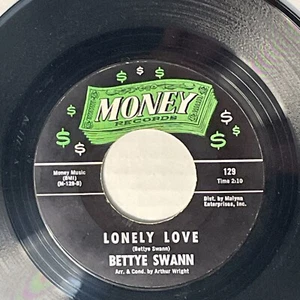 $ $ $ $
MONEY
RECORDS
$ $ $ $ $
Money Music
(BMI)
(M-129-B)
129
Time 2:10
Dist. by Malynn
Enterprises, Inc.
LONELY LOVE
(Bettye Swann)
BETTYE SWANN
Arr. & Cond. by Arthur Wright